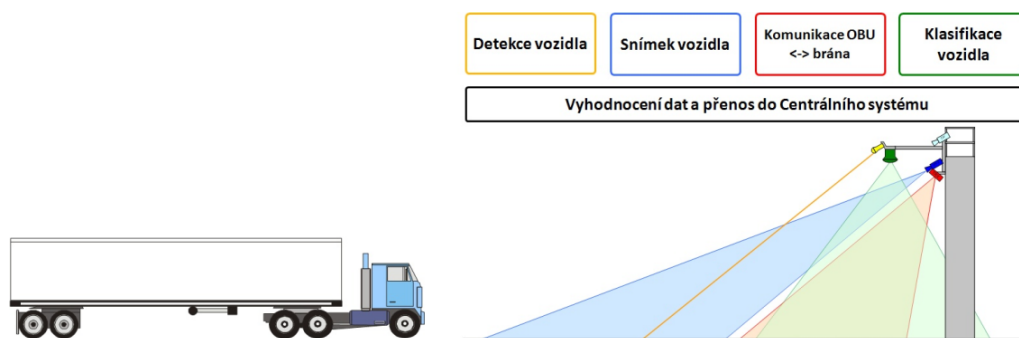 Detekce vozidla
Snímek vozidla
Komunikace OBU
<-> brána
Klasifikace
vozidla
Vyhodnocení dat a přenos do Centrálního systému